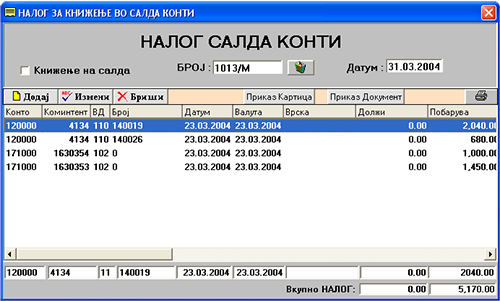 НАЛОГ ЗА КНИЖЕЊЕ ВО САЛДА КОНТИ
НАЛОГ САЛДА КОНТИ
Книжење на салда БРОЈ : 1013/М Датум : 31.03.2004
Додај Измени Бриши Приказ Картица Приказ Документ
Конто Коминтент ВД Број Датум Валута Врска Должи Побарува
120000 4134 110 140019 23.03.2004 23.03.2004 0.00 2,040.00
120000 4134 110 140026 23.03.2004 23.03.2004 0.00 680.00
171000 1630354 102 0 23.03.2004 23.03.2004 0.00 1,000.00
171000 1630353 102 0 23.03.2004 23.03.2004 0.00 1,450.00
120000 4134 11 140019 23.03.2004 23.03.2004 0.00 2040.00
Вкупно НАЛОГ: 0.00 5,170.00